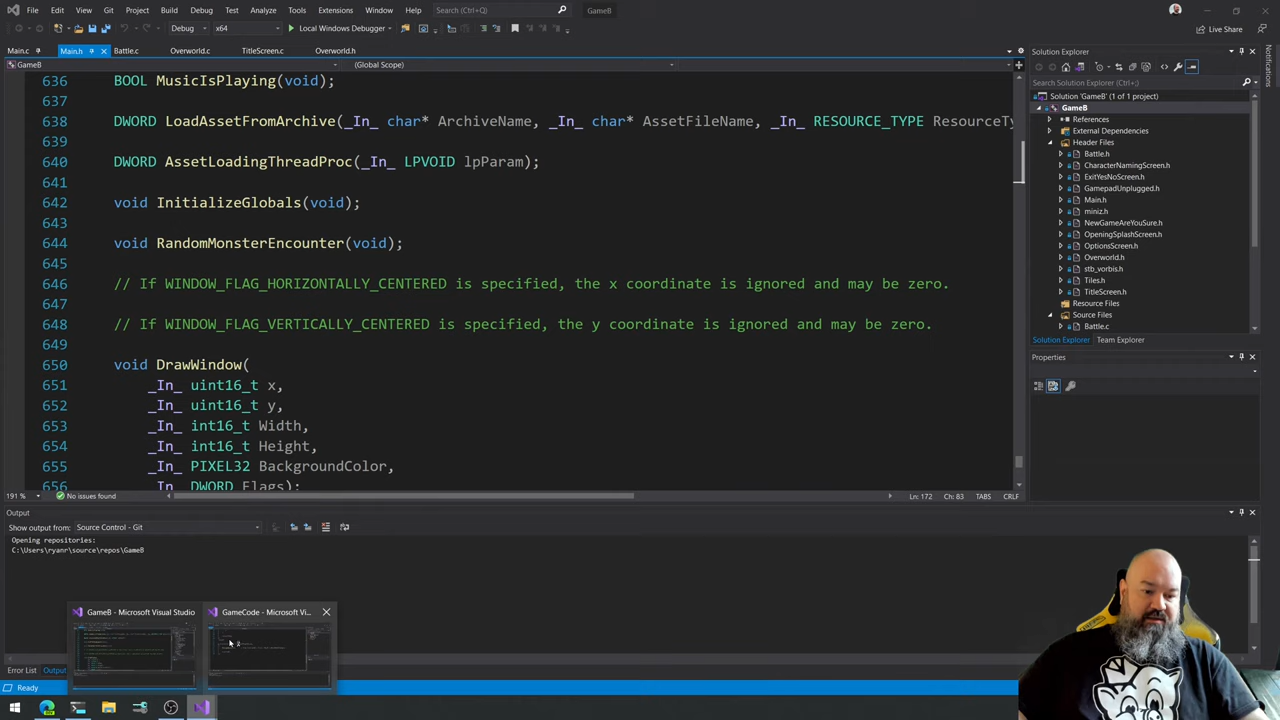 File Edit View Git Project Build Debug Test Analyze Tools Extensions Window Help Search (Ctrl+Q) GameB
Debug x64 Local Windows Debugger Live Share
Main.c Main.h Battle.c Overworld.c TitleScreen.c Overworld.h
GameB (Global Scope)
636 BOOL MusicIsPlaying(void);
637
638 DWORD LoadAssetFromArchive(_In_ char* ArchiveName, _In_ char* AssetFileName, _In_ RESOURCE_TYPE ResourceTy
639
640 DWORD AssetLoadingThreadProc(_In_ LPVOID lpParam);
641
642 void InitializeGlobals(void);
643
644 void RandomMonsterEncounter(void);
645
646 // If WINDOW_FLAG_HORIZONTALLY_CENTERED is specified, the x coordinate is ignored and may be zero.
647
648 // If WINDOW_FLAG_VERTICALLY_CENTERED is specified, the y coordinate is ignored and may be zero.
649
650 void DrawWindow(
651 _In_ uint16_t x,
652 _In_ uint16_t y,
653 _In_ int16_t Width,
654 _In_ int16_t Height,
655 _In_ PIXEL32 BackgroundColor,
656 _In_ DWORD Flags);
191 % No issues found Ln: 172 Ch: 83 TABS CRLF
Solution Explorer
Search Solution Explorer (Ctrl+;)
Solution 'GameB' (1 of 1 project)
GameB
References
External Dependencies
Header Files
Battle.h
CharacterNamingScreen.h
ExitYesNoScreen.h
GamepadUnplugged.h
Main.h
miniz.h
NewGameAreYouSure.h
OpeningSplashScreen.h
OptionsScreen.h
Overworld.h
stb_vorbis.h
Tiles.h
TitleScreen.h
Resource Files
Source Files
Battle.c
Solution Explorer Team Explorer
Properties
Notifications
Output
Show output from: Source Control - Git
Opening repositories:
C:\Users\ryanr\source\repos\GameB
GameB - Microsoft Visual Studio GameCode - Microsoft Vi...
Error List Output
Ready